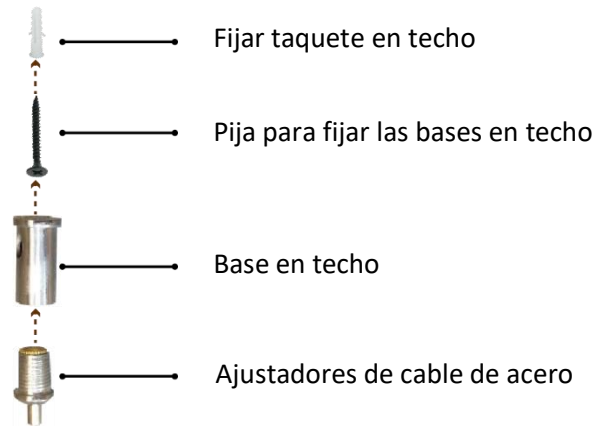 Fijar taquete en techo
Pija para fijar las bases en techo
Base en techo
Ajustadores de cable de acero